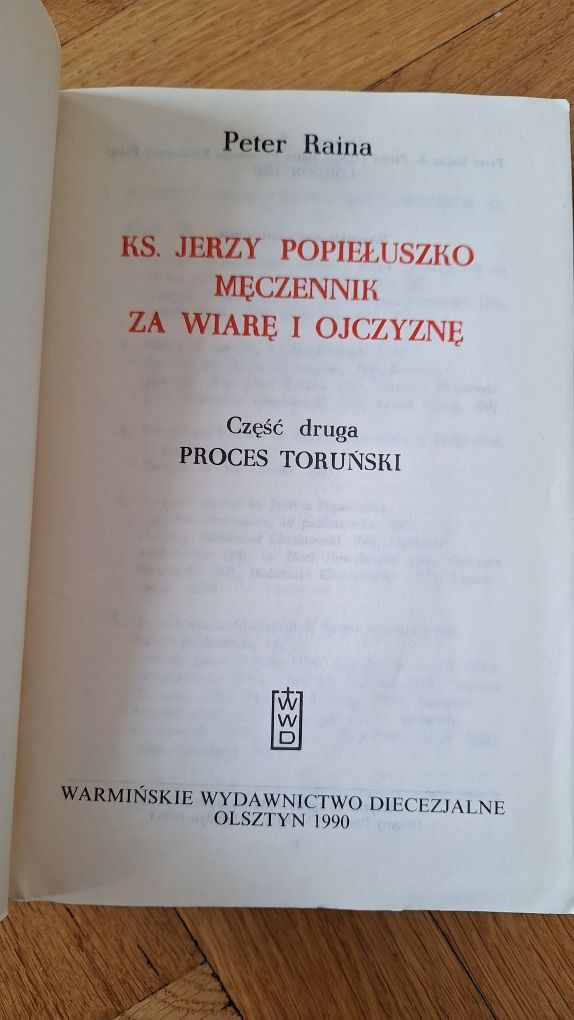 Peter Raina
KS. JERZY POPIEŁUSZKO
MĘCZENNIK
ZA WIARĘ I OJCZYZNĘ
Część druga
PROCES TORUŃSKI
W
W
D
WARMIŃSKIE WYDAWNICTWO DIECEZJALNE
OLSZTYN 1990